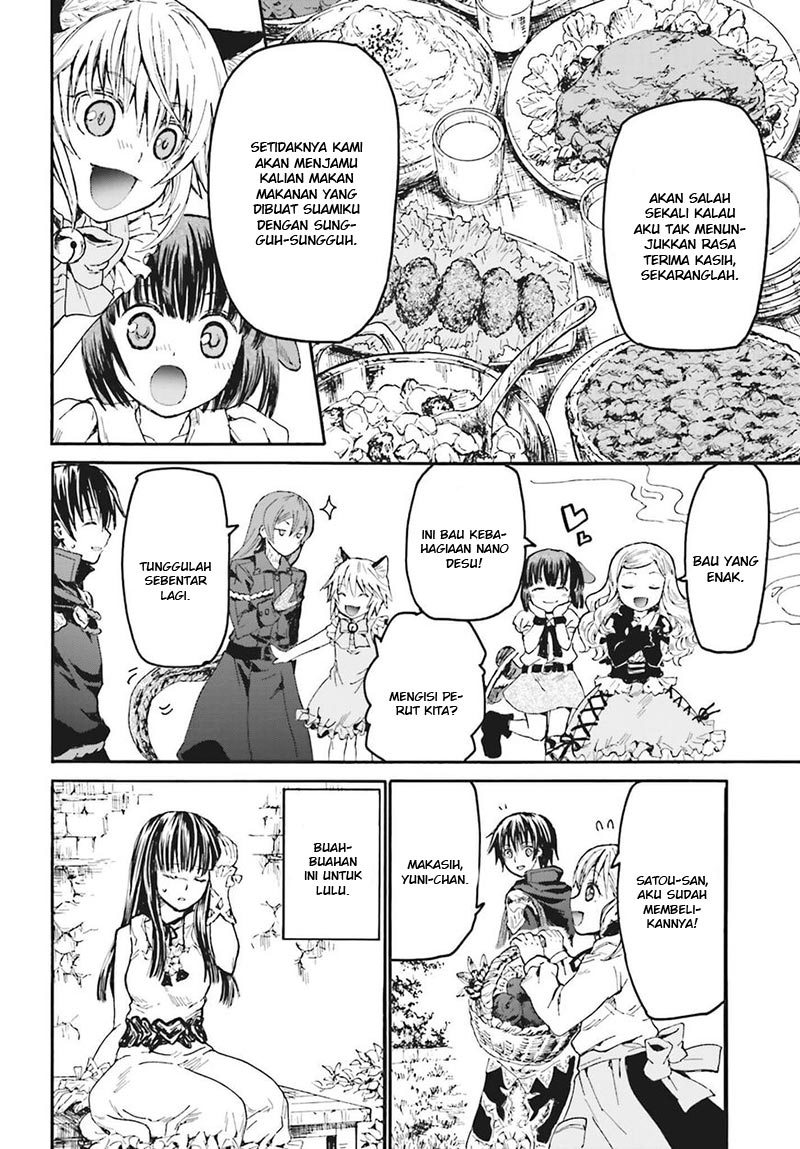 AKAN SALAH
SEKALI KALAU
AKU TAK MENUN-
JUKKAN RASA
TERIMA KASIH,
SEKARANGLAH.
SETIDAKNYA KAMI
AKAN MENJAMU
KALIAN MAKAN
MAKANAN YANG
DIBUAT SUAMIKU
DENGAN SUNG-
GUH-SUNGGUH.
BAU YANG
ENAK.
INI BAU KEBA-
HAGIAAN NANO
DESU!
MENGISI PE-
RUT KITA?
TUNGGULAH
SEBENTAR
LAGI.
SATOU-SAN,
AKU SUDAH
MEMBELI-
KANNYA!
MAKASIH,
YUNI-CHAN.
BUAH-
BUAHAN
INI UNTUK
LULU.